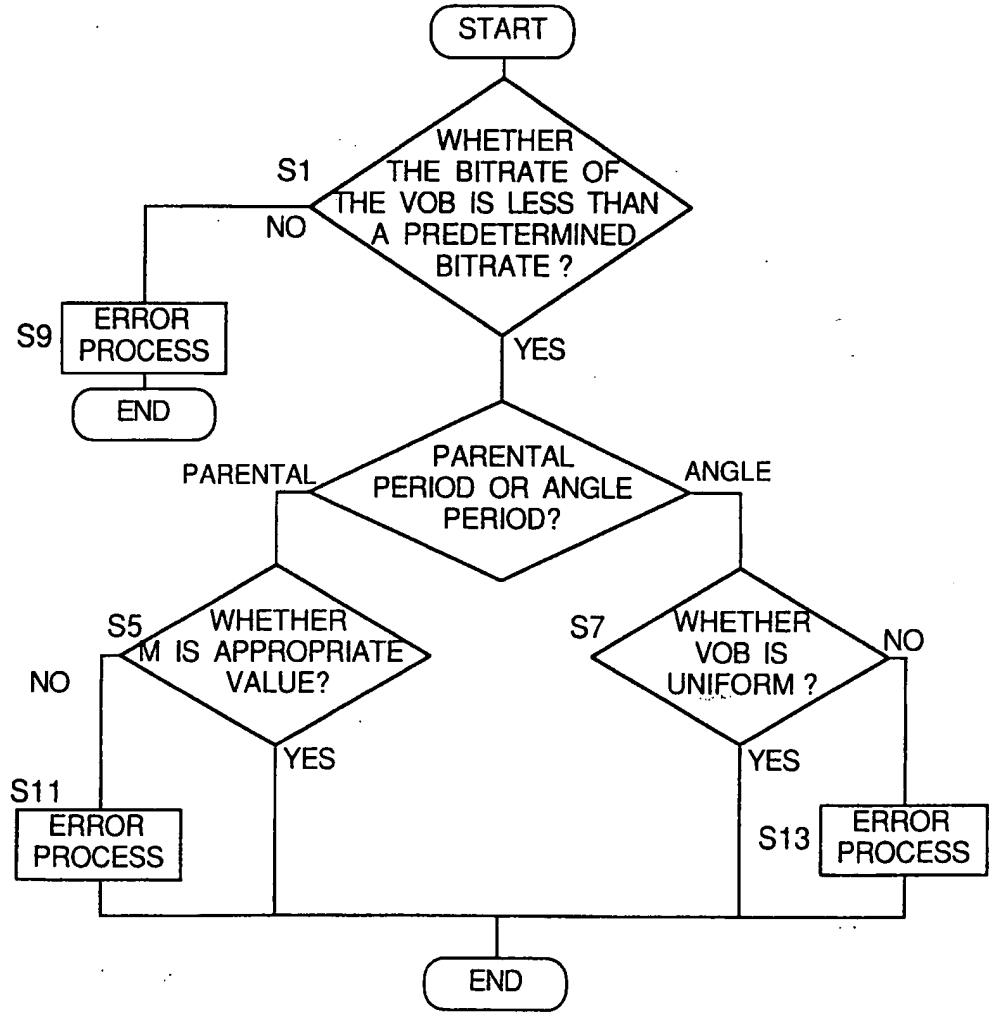 START
WHETHER
THE BITRATE OF
THE VOB IS LESS THAN
A PREDETERMINED
BITRATE ?
S1
NO
S9
ERROR
PROCESS
END
YES
PARENTAL
PERIOD OR ANGLE
PERIOD?
PARENTAL
ANGLE
S5
WHETHER
M IS APPROPRIATE
VALUE?
NO
YES
S7
WHETHER
VOB IS
UNIFORM ?
NO
YES
S11
ERROR
PROCESS
S13
ERROR
PROCESS
END